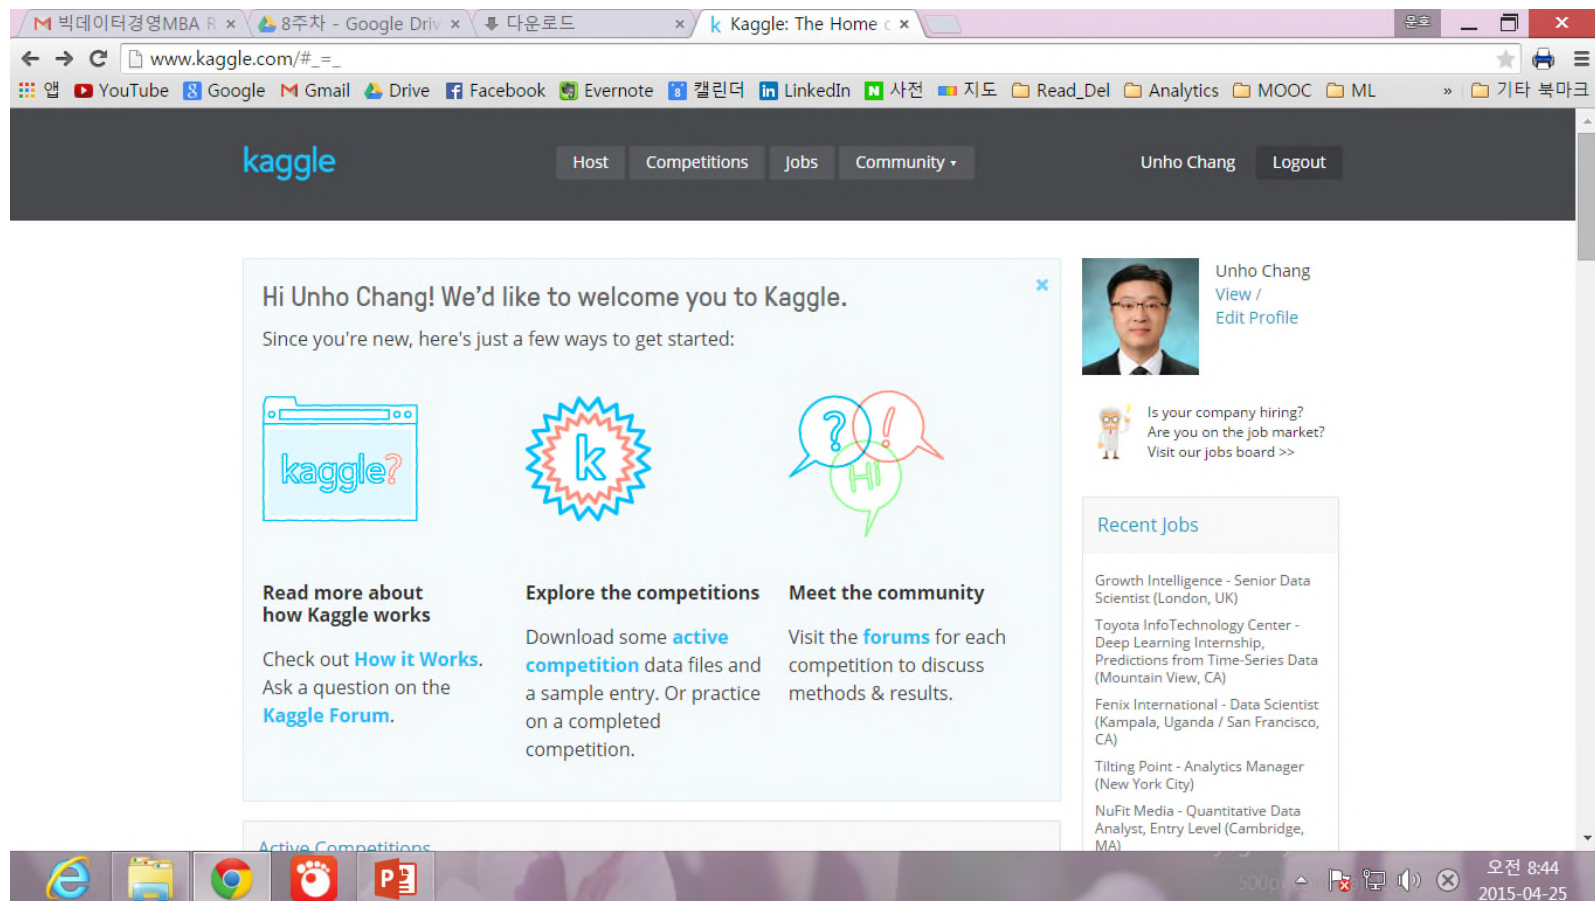 빅데이터경영MBA R
8주차 - Google Driv
다운로드
Kaggle: The Home c
운호
www.kaggle.com/#_=_
앱 YouTube Google Gmail Drive Facebook Evernote 캘린더 LinkedIn 사전 지도 Read_Del Analytics MOOC ML » 기타 북마크
kaggle Host Competitions Jobs Community Unho Chang Logout
Hi Unho Chang! We'd like to welcome you to Kaggle.
Since you're new, here's just a few ways to get started:
kaggle?
k
? ! HI
Read more about
how Kaggle works
Check out How it Works.
Ask a question on the
Kaggle Forum.
Explore the competitions
Download some active
competition data files and
a sample entry. Or practice
on a completed
competition.
Meet the community
Visit the forums for each
competition to discuss
methods & results.
Active Competitions
Unho Chang
View /
Edit Profile
Is your company hiring?
Are you on the job market?
Visit our jobs board >>
Recent Jobs
Growth Intelligence - Senior Data
Scientist (London, UK)
Toyota InfoTechnology Center -
Deep Learning Internship,
Predictions from Time-Series Data
(Mountain View, CA)
Fenix International - Data Scientist
(Kampala, Uganda / San Francisco,
CA)
Tilting Point - Analytics Manager
(New York City)
NuFit Media - Quantitative Data
Analyst, Entry Level (Cambridge,
MA)
오전 8:44
2015-04-25